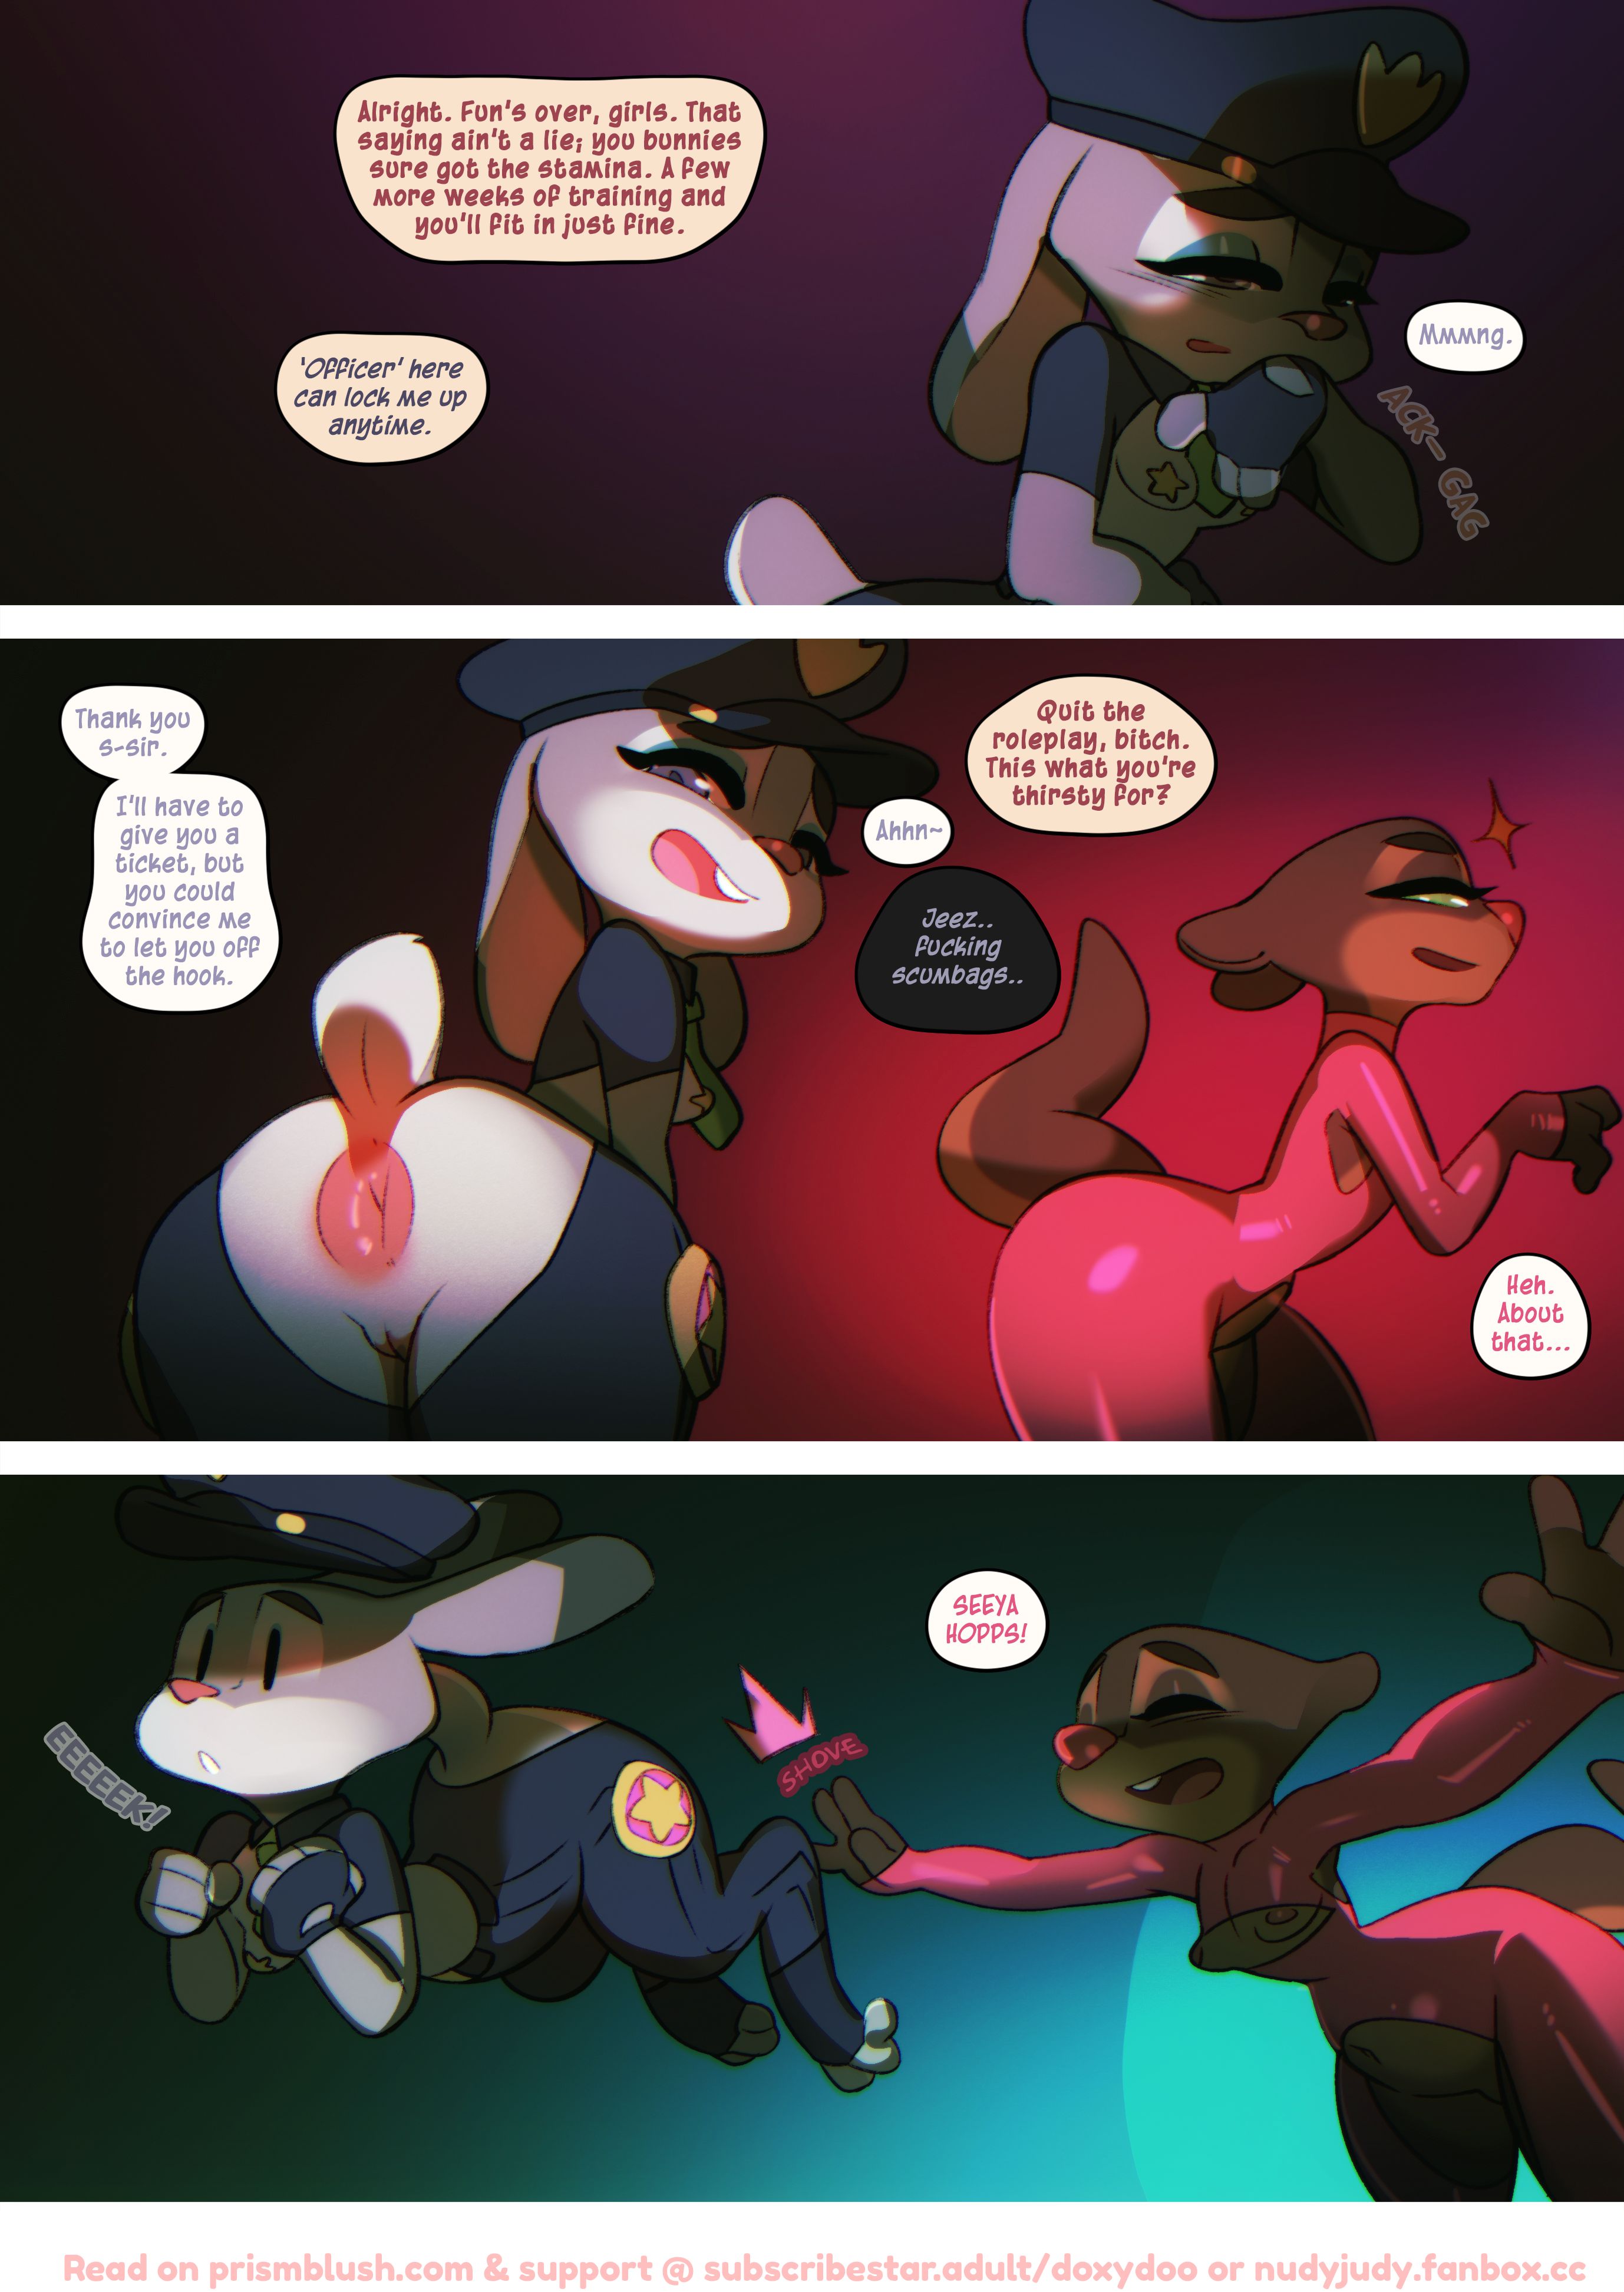 Alright. Fun's over, girls. That
saying ain't a lie; you bunnies
sure got the stamina. A few
more weeks of training and
you'll fit in just fine.
'Officer' here
can lock me up
anytime.
Mmmng.
ACK- GAG
Thank you
s-sir.
I'll have to
give you a
ticket, but
you could
convince me
to let you off
the hook.
Quit the
roleplay, bitch.
This what you're
thirsty for?
Ahhn~
Jeez..
fucking
scumbags..
Heh.
About
that...
EEEEEK!
SEEYA
HOPPS!
SHOVE
Read on prismblush.com & support @ subscribestar.adult/doxydoo or nudyjudy.fanbox.cc